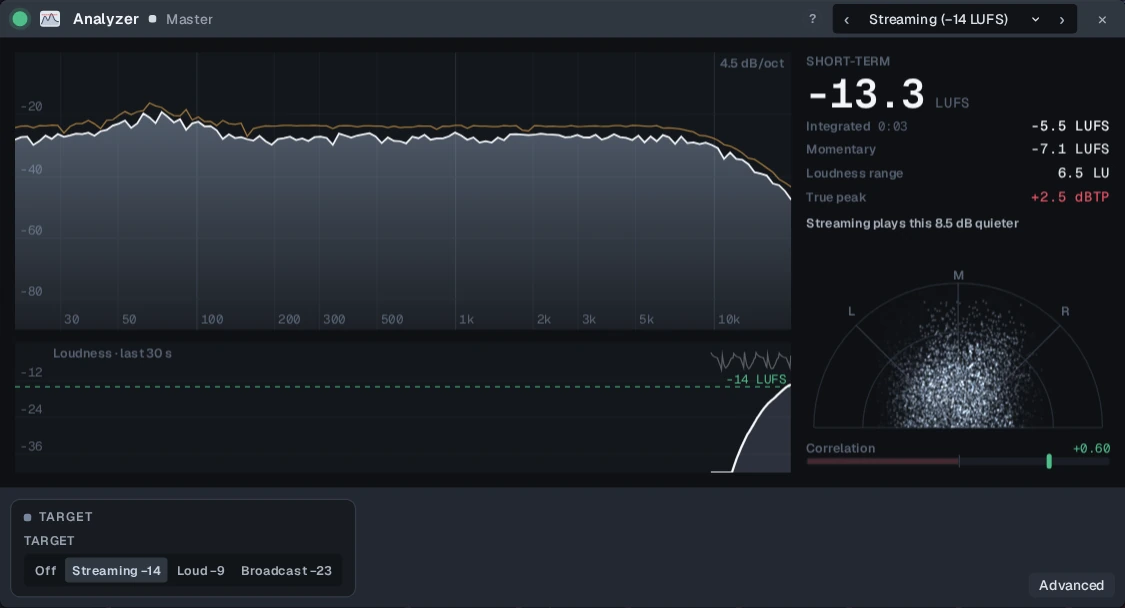 Analyzer Master ? ‹ Streaming (−14 LUFS) ›
4.5 dB/oct
-20
-40
-60
-80
30 50 100 200 300 500 1k 2k 3k 5k 10k
Loudness · last 30 s
-12
-14 LUFS
-24
-36
SHORT-TERM
-13.3 LUFS
Integrated 0:03 -5.5 LUFS
Momentary -7.1 LUFS
Loudness range 6.5 LU
True peak +2.5 dBTP
Streaming plays this 8.5 dB quieter
M
L R
Correlation +0.60
TARGET
TARGET
Off Streaming −14 Loud −9 Broadcast −23
Advanced